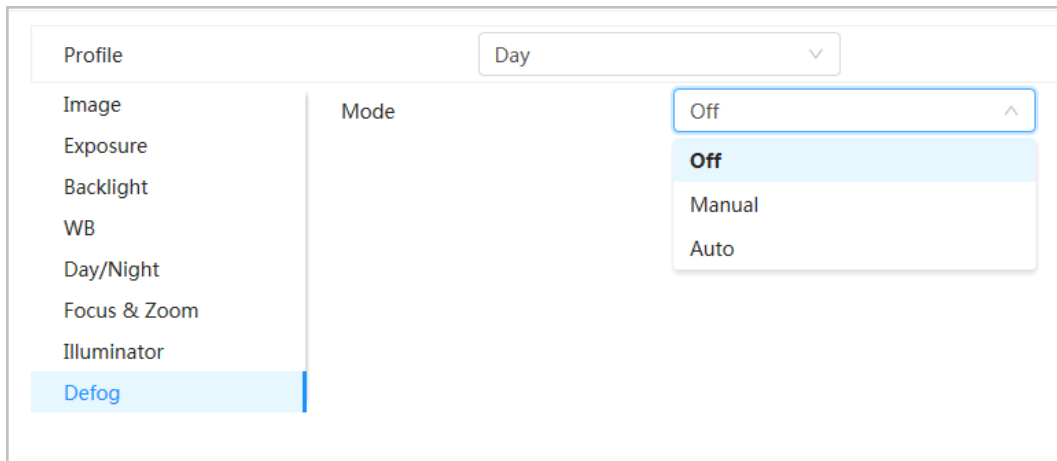 Profile Day
Image Mode Off
Exposure
Off
Backlight
Manual
WB
Auto
Day/Night
Focus & Zoom
Illuminator
Defog